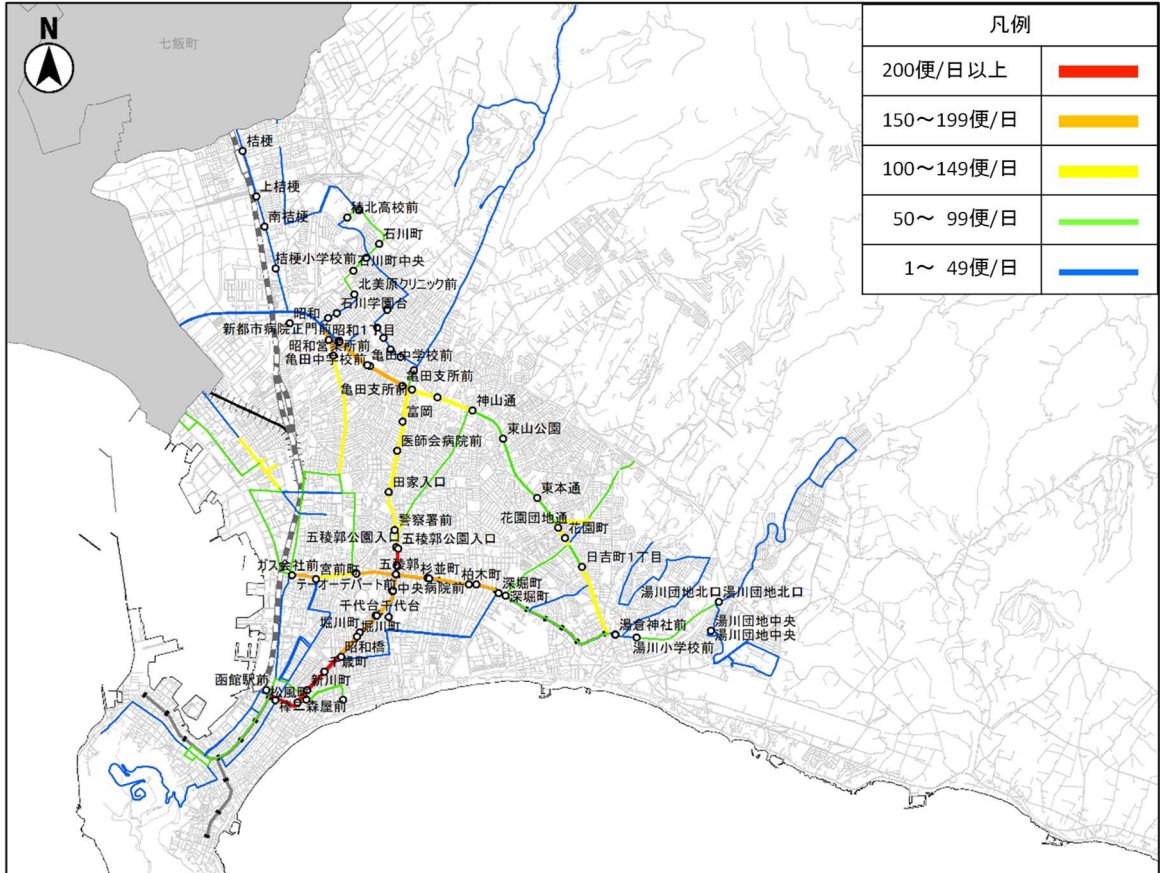 N
七飯町
凡例
200便/日以上
150～199便/日
100～149便/日
50～ 99便/日
1～ 49便/日
桔梗
上桔梗
南桔梗
桔梗小学校前
稜北高校前
石川町
石川町中央
北美原クリニック前
石川学園台
昭和
新都市病院正門前
昭和1丁目
昭和営業所前
亀田中学校前
亀田中学校前
亀田支所前
亀田支所前
神山通
富岡
東山公園
医師会病院前
田家入口
東本通
花園団地通
花園町
警察署前
五稜郭公園入口
五稜郭公園入口
日吉町1丁目
ガス会社前
宮前町
五稜郭
杉並町
柏木町
テーオーデパート前
中央病院前
深堀町
深堀町
湯川団地北口
湯川団地北口
千代台
千代台
堀川町
堀川町
湯倉神社前
湯川団地中央
湯川団地中央
湯川小学校前
昭和橋
千歳町
函館駅前
松風町
新川町
棒二森屋前